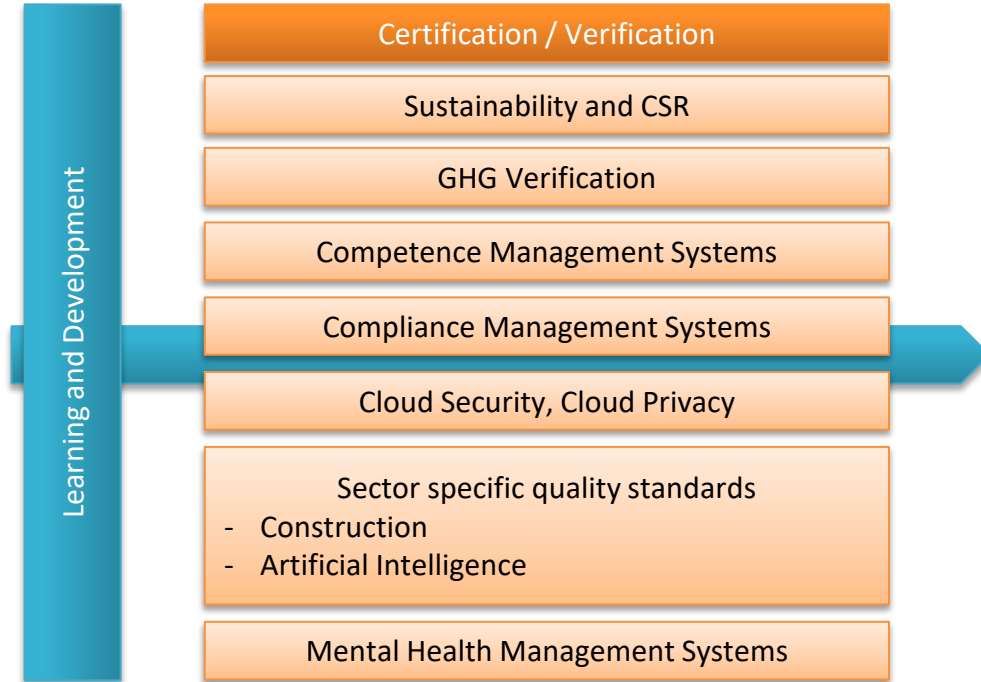 Learning and Development
Certification / Verification
Sustainability and CSR
GHG Verification
Competence Management Systems
Compliance Management Systems
Cloud Security, Cloud Privacy
Sector specific quality standards
- Construction
- Artificial Intelligence
Mental Health Management Systems